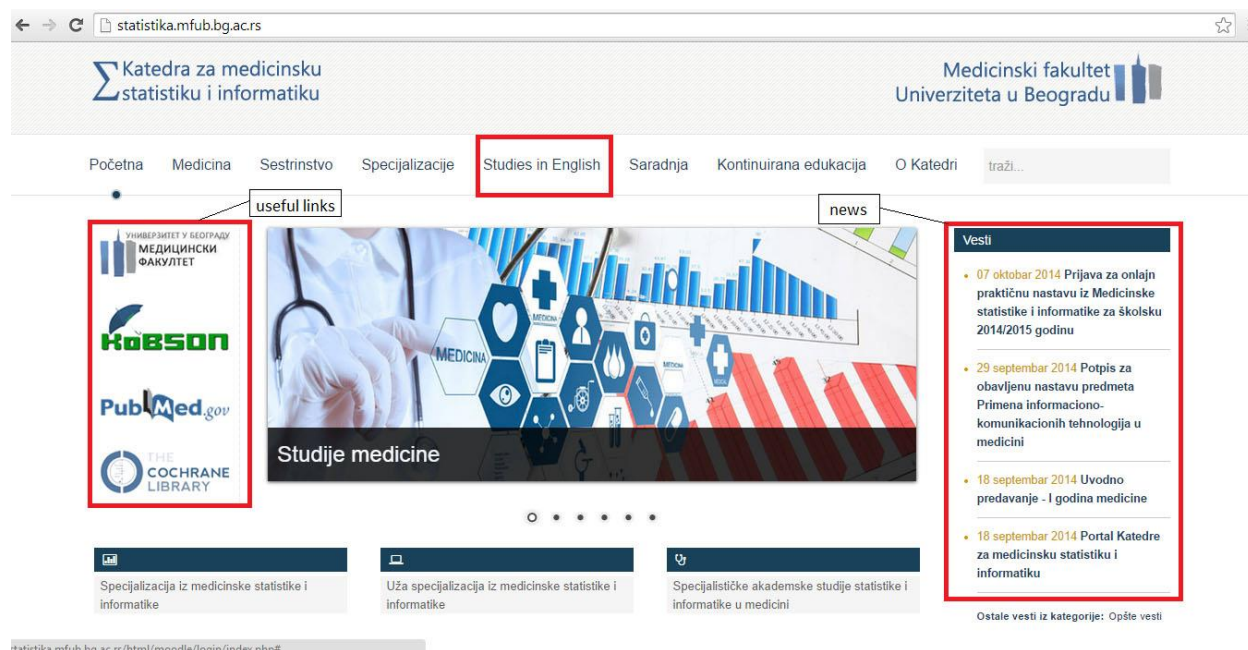 statistika.mfub.bg.ac.rs
Katedra za medicinsku
statistiku i informatiku
Medicinski fakultet
Univerziteta u Beogradu
Početna Medicina Sestrinstvo Specijalizacije Studies in English Saradnja Kontinuirana edukacija O Katedri traži...
useful links
news
УНИВЕРЗИТЕТ У БЕОГРАДУ
МЕДИЦИНСКИ
ФАКУЛТЕТ
KoBSON
PubMed.gov
THE
COCHRANE
LIBRARY
MEDICINA
MEDICINA
MEDICINA
Studije medicine
Vesti
07 oktobar 2014 Prijava za onlajn
praktičnu nastavu iz Medicinske
statistike i informatike za školsku
2014/2015 godinu
29 septembar 2014 Potpis za
obavljenu nastavu predmeta
Primena informaciono-
komunikacionih tehnologija u
medicini
18 septembar 2014 Uvodno
predavanje - I godina medicine
18 septembar 2014 Portal Katedre
za medicinsku statistiku i
informatiku
Ostale vesti iz kategorije: Opšte vesti
Specijalizacija iz medicinske statistike i
informatike
Uža specijalizacija iz medicinske statistike i
informatike
Specijalističke akademske studije statistike i
informatike u medicini
statistika.mfub.bg.ac.rs/html/moodle/login/index.php#